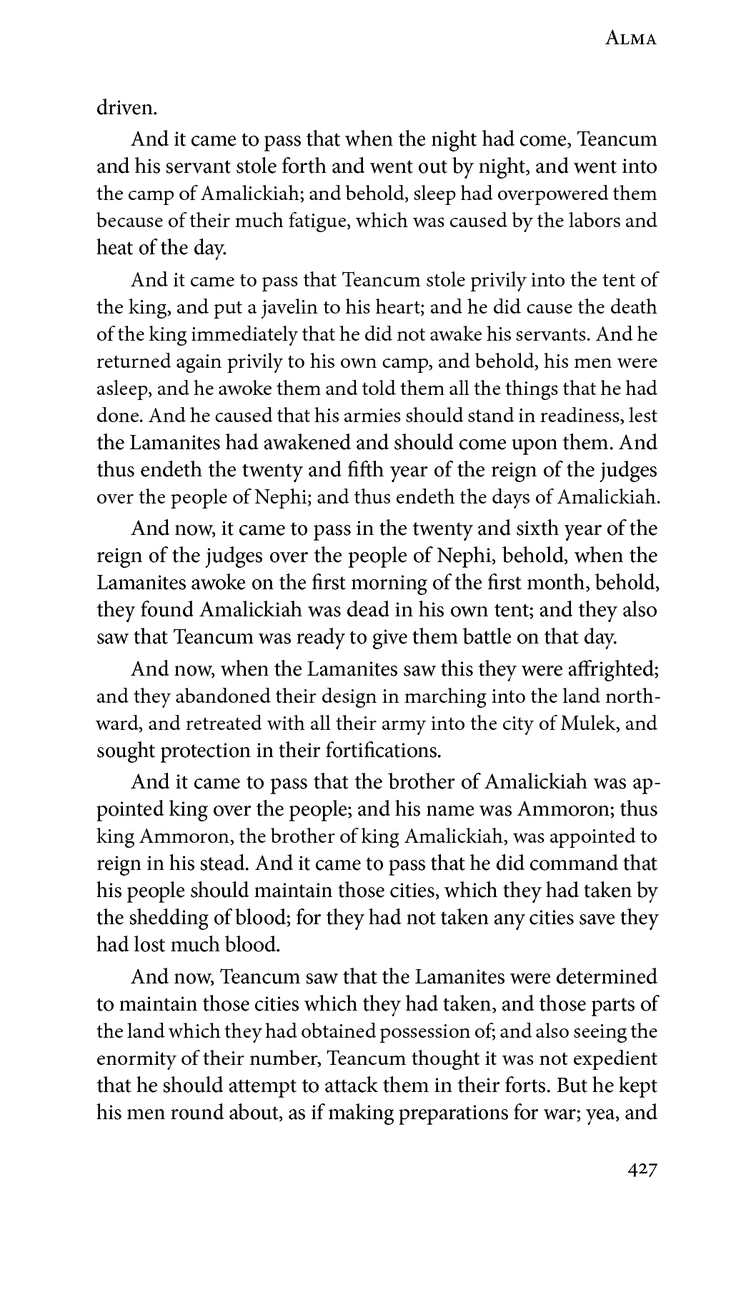 Alma
driven.
And it came to pass that when the night had come, Teancum
and his servant stole forth and went out by night, and went into
the camp of Amalickiah; and behold, sleep had overpowered them
because of their much fatigue, which was caused by the labors and
heat of the day.
And it came to pass that Teancum stole privily into the tent of
the king, and put a javelin to his heart; and he did cause the death
of the king immediately that he did not awake his servants. And he
returned again privily to his own camp, and behold, his men were
asleep, and he awoke them and told them all the things that he had
done. And he caused that his armies should stand in readiness, lest
the Lamanites had awakened and should come upon them. And
thus endeth the twenty and fifth year of the reign of the judges
over the people of Nephi; and thus endeth the days of Amalickiah.
And now, it came to pass in the twenty and sixth year of the
reign of the judges over the people of Nephi, behold, when the
Lamanites awoke on the first morning of the first month, behold,
they found Amalickiah was dead in his own tent; and they also
saw that Teancum was ready to give them battle on that day.
And now, when the Lamanites saw this they were affrighted;
and they abandoned their design in marching into the land north-
ward, and retreated with all their army into the city of Mulek, and
sought protection in their fortifications.
And it came to pass that the brother of Amalickiah was ap-
pointed king over the people; and his name was Ammoron; thus
king Ammoron, the brother of king Amalickiah, was appointed to
reign in his stead. And it came to pass that he did command that
his people should maintain those cities, which they had taken by
the shedding of blood; for they had not taken any cities save they
had lost much blood.
And now, Teancum saw that the Lamanites were determined
to maintain those cities which they had taken, and those parts of
the land which they had obtained possession of; and also seeing the
enormity of their number, Teancum thought it was not expedient
that he should attempt to attack them in their forts. But he kept
his men round about, as if making preparations for war; yea, and
427